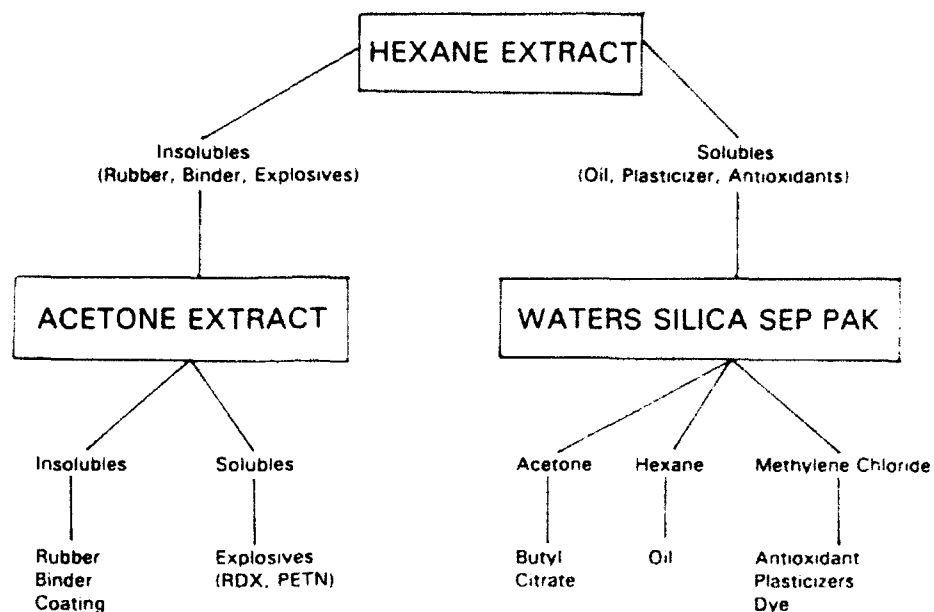 HEXANE EXTRACT
Insolubles
(Rubber, Binder, Explosives)
Solubles
(Oil, Plasticizer, Antioxidants)
ACETONE EXTRACT
WATERS SILICA SEP PAK
Insolubles
Solubles
Acetone
Hexane
Methylene Chloride
Rubber
Binder
Coating
Explosives
(RDX, PETN)
Butyl
Citrate
Oil
Antioxidant
Plasticizers
Dye